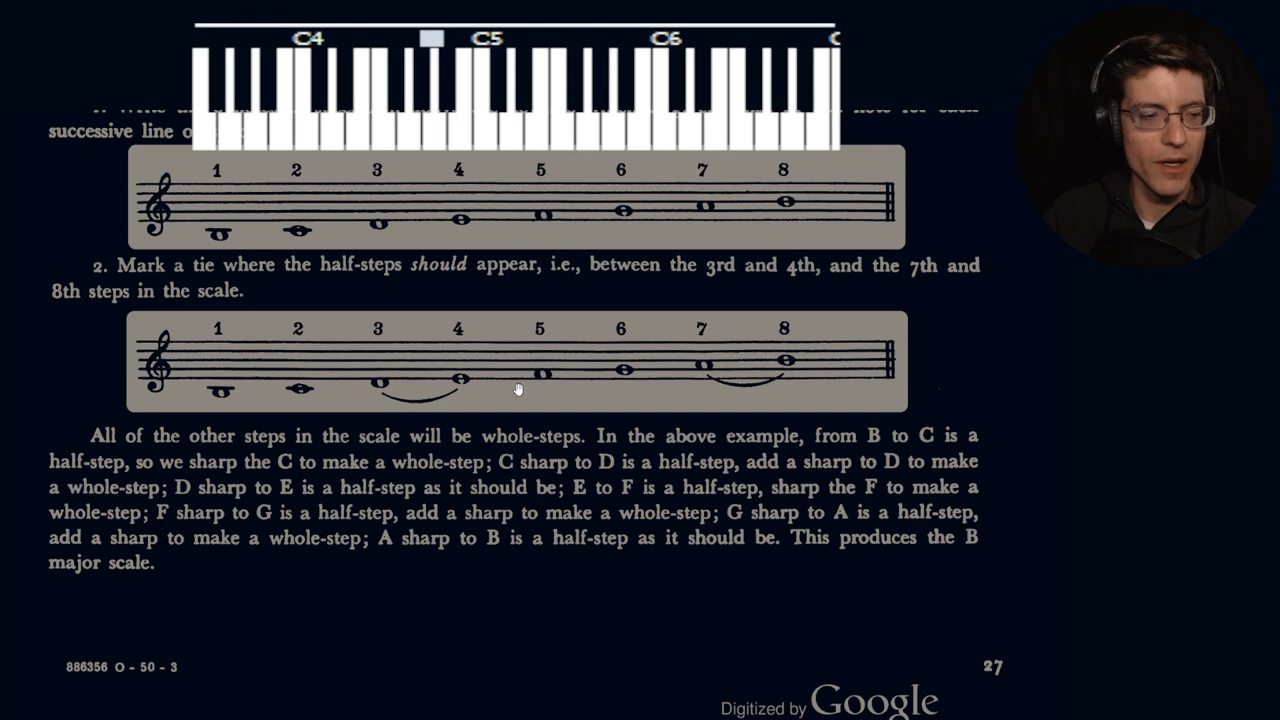 C4 C5 C6
successive line
1 2 3 4 5 6 7 8
2. Mark a tie where the half-steps should appear, i.e., between the 3rd and 4th, and the 7th and
8th steps in the scale.
1 2 3 4 5 6 7 8
All of the other steps in the scale will be whole-steps. In the above example, from B to C is a
half-step, so we sharp the C to make a whole-step; C sharp to D is a half-step, add a sharp to D to make
a whole-step; D sharp to E is a half-step as it should be; E to F is a half-step, sharp the F to make a
whole-step; F sharp to G is a half-step, add a sharp to make a whole-step; G sharp to A is a half-step,
add a sharp to make a whole-step; A sharp to B is a half-step as it should be. This produces the B
major scale.
886356 O - 50 - 3
27
Digitized by Google